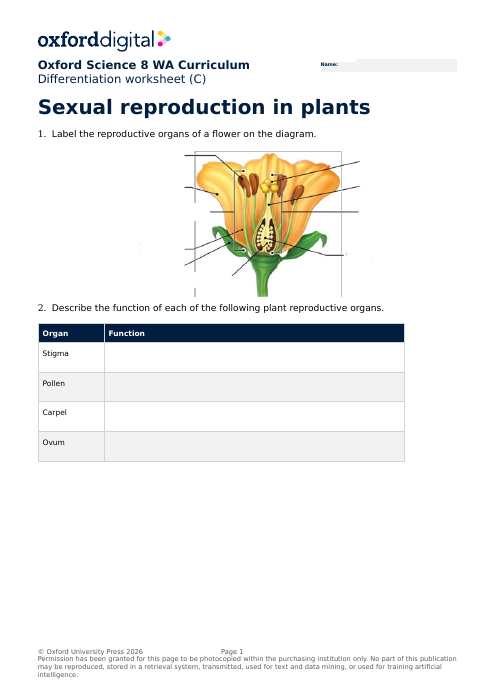 oxforddigital
Oxford Science 8 WA Curriculum
Name:
Differentiation worksheet (C)
Sexual reproduction in plants
1. Label the reproductive organs of a flower on the diagram.
2. Describe the function of each of the following plant reproductive organs.
Organ Function
Stigma
Pollen
Carpel
Ovum
© Oxford University Press 2026 Page 1
Permission has been granted for this page to be photocopied within the purchasing institution only. No part of this publication
may be reproduced, stored in a retrieval system, transmitted, used for text and data mining, or used for training artificial
intelligence.